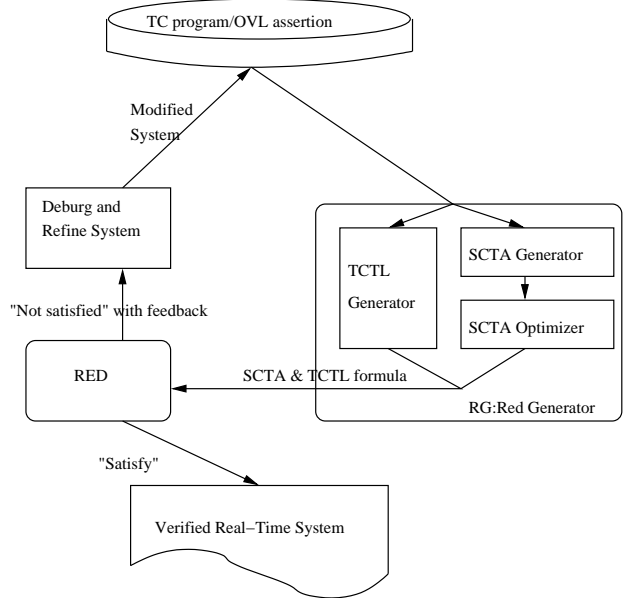 TC program/OVL assertion
Modified
System
Deburg and
Refine System
TCTL
Generator
SCTA Generator
SCTA Optimizer
"Not satisfied" with feedback
RED
SCTA & TCTL formula
RG:Red Generator
"Satisfy"
Verified Real−Time System